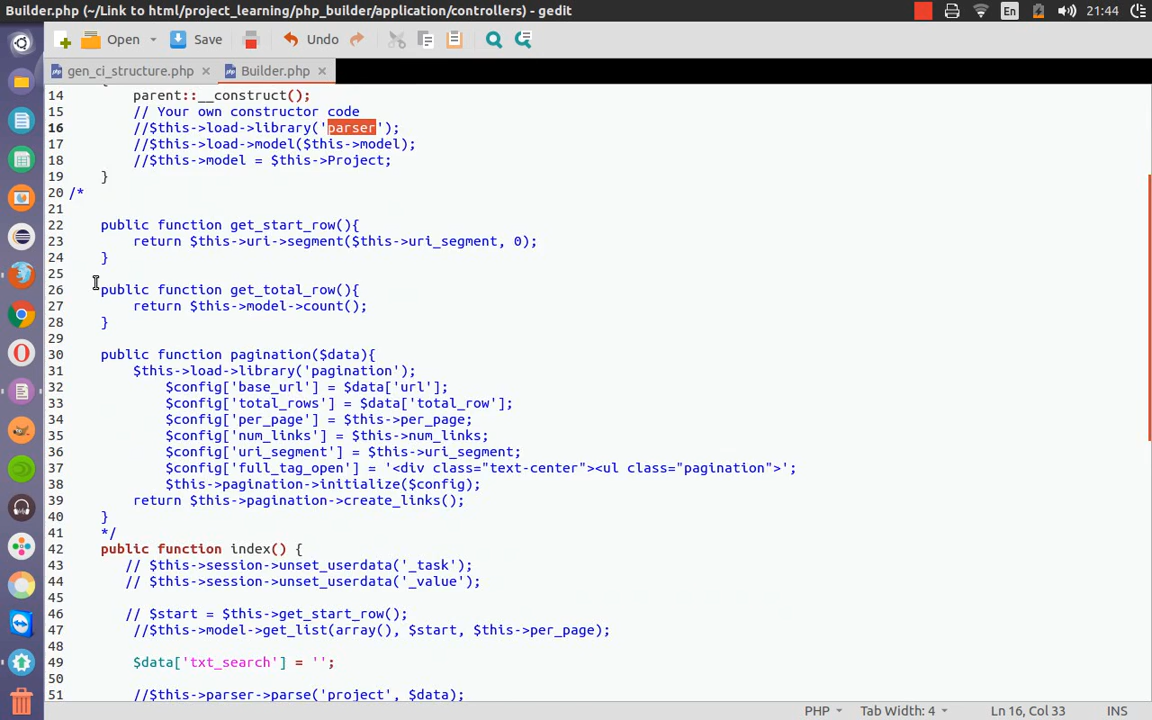 Builder.php (~/Link to html/project_learning/php_builder/application/controllers) - gedit
En
21:44
Open
Save
Undo
gen_ci_structure.php ×
Builder.php ×
14 parent::__construct();
15 // Your own constructor code
16 //$this->load->library('parser');
17 //$this->load->model($this->model);
18 //$this->model = $this->Project;
19 }
20 /*
21
22 public function get_start_row(){
23 return $this->uri->segment($this->uri_segment, 0);
24 }
25
26 public function get_total_row(){
27 return $this->model->count();
28 }
29
30 public function pagination($data){
31 $this->load->library('pagination');
32 $config['base_url'] = $data['url'];
33 $config['total_rows'] = $data['total_row'];
34 $config['per_page'] = $this->per_page;
35 $config['num_links'] = $this->num_links;
36 $config['uri_segment'] = $this->uri_segment;
37 $config['full_tag_open'] = '<div class="text-center"><ul class="pagination">';
38 $this->pagination->initialize($config);
39 return $this->pagination->create_links();
40 }
41 */
42 public function index() {
43 // $this->session->unset_userdata('_task');
44 // $this->session->unset_userdata('_value');
45
46 // $start = $this->get_start_row();
47 //$this->model->get_list(array(), $start, $this->per_page);
48
49 $data['txt_search'] = '';
50
51 //$this->parser->parse('project', $data);
PHP
Tab Width: 4
Ln 16, Col 33
INS